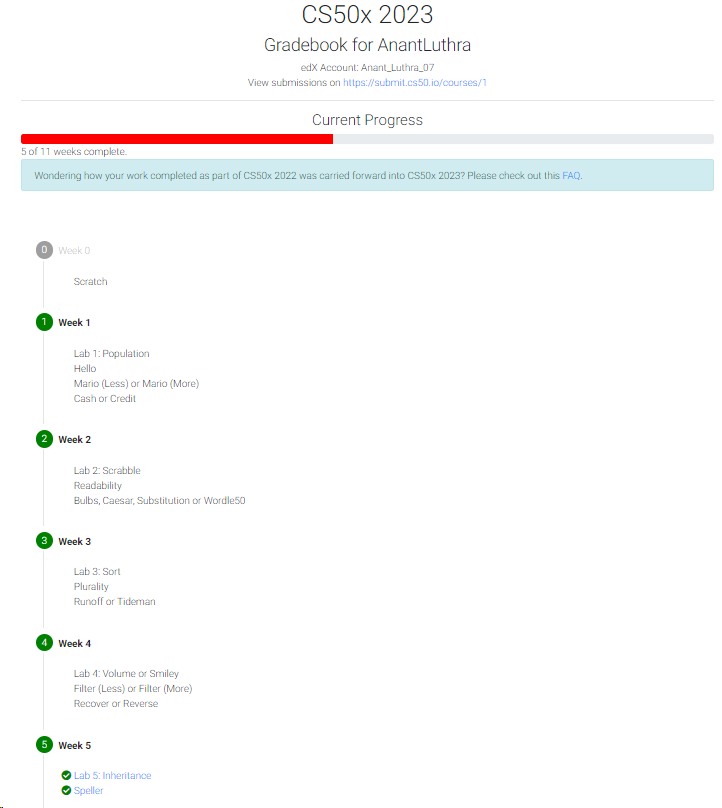 CS50x 2023
Gradebook for AnantLuthra
edX Account: Anant_Luthra_07
View submissions on https://submit.cs50.io/courses/1
Current Progress
5 of 11 weeks complete.
Wondering how your work completed as part of CS50x 2022 was carried forward into CS50x 2023? Please check out this FAQ.
0 Week 0
Scratch
1 Week 1
Lab 1: Population
Hello
Mario (Less) or Mario (More)
Cash or Credit
2 Week 2
Lab 2: Scrabble
Readability
Bulbs, Caesar, Substitution or Wordle50
3 Week 3
Lab 3: Sort
Plurality
Runoff or Tideman
4 Week 4
Lab 4: Volume or Smiley
Filter (Less) or Filter (More)
Recover or Reverse
5 Week 5
Lab 5: Inheritance
Speller